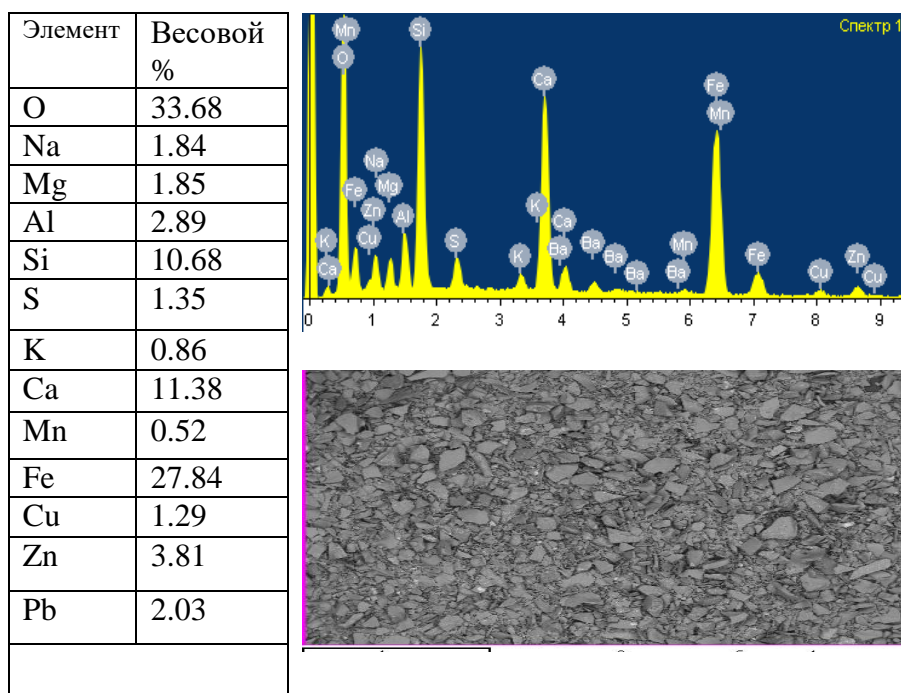 Элемент Весовой %
O 33.68
Na 1.84
Mg 1.85
Al 2.89
Si 10.68
S 1.35
K 0.86
Ca 11.38
Mn 0.52
Fe 27.84
Cu 1.29
Zn 3.81
Pb 2.03
Спектр 1
Mn
O
Si
Ca
Fe
Mn
Na
Fe
Mg
Zn
Al
Cu
K
Ca
S
K
K
Ca
Ba
Ba
Ba
Ba
Ba
Mn
Fe
Cu
Zn
Cu
0 1 2 3 4 5 6 7 8 9